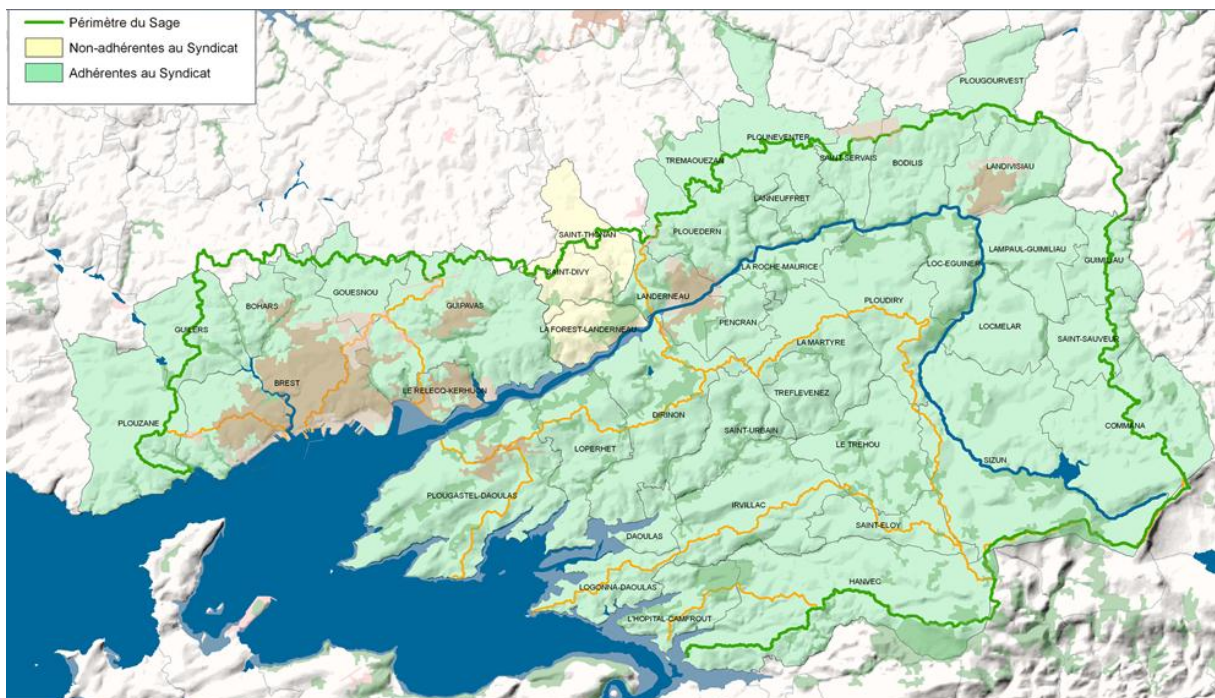 Périmètre du Sage
Non-adhérentes au Syndicat
Adhérentes au Syndicat
PLOUGOURVEST
PLOUNEVENTER
SAINT-SERVAIS
BODILIS
TREMAOUEZAN
LANDIVISIAU
LANNEUFFRET
SAINT-THONAN
PLOUEDERN
LAMPAUL-GUIMILIAU
GUIMILIAU
SAINT-DIVY
LA ROCHE-MAURICE
LOC-EGUINER
GOUESNOU
BOHARS
GUIPAVAS
LANDERNEAU
PLOUDIRY
GUILERS
LA FOREST-LANDERNEAU
PENCRAN
LOCMELAR
SAINT-SAUVEUR
LA MARTYRE
BREST
LE RELECQ-KERHUON
TREFLEVENEZ
DIRINON
PLOUZANE
SAINT-URBAIN
COMMANA
LE TREHOU
LOPERHET
SIZUN
PLOUGASTEL-DAOULAS
IRVILLAC
SAINT-ELOY
DAOULAS
HANVEC
LOGONNA-DAOULAS
L'HOPITAL-CAMFROUT